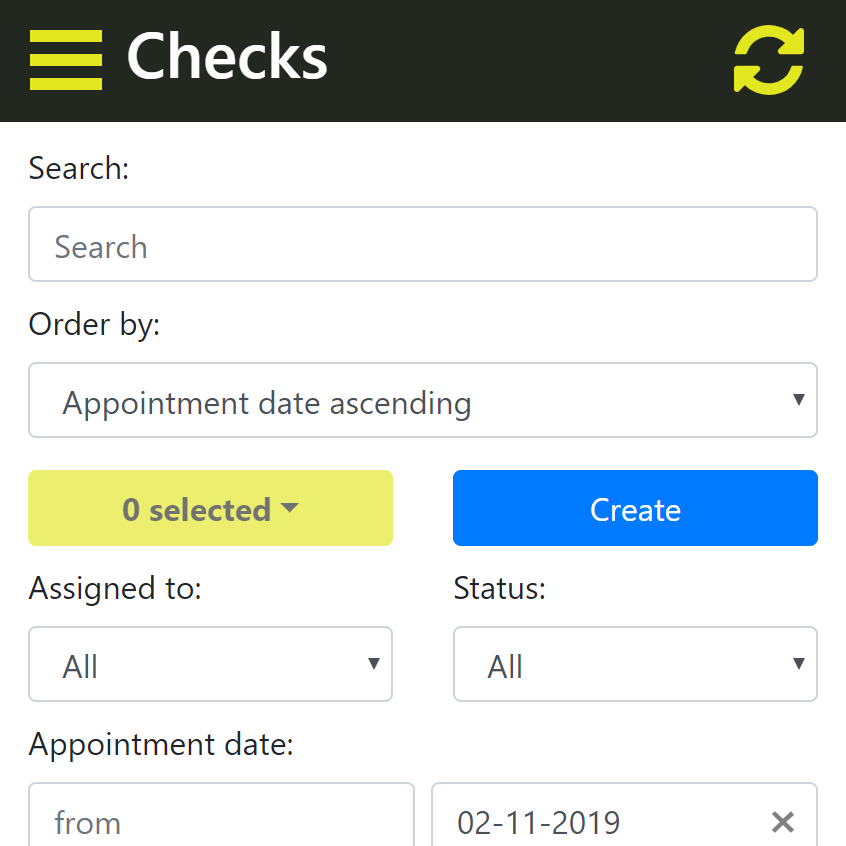 Checks
Search:
Search
Order by:
Appointment date ascending
0 selected
Create
Assigned to:
Status:
All
All
Appointment date:
from
02-11-2019